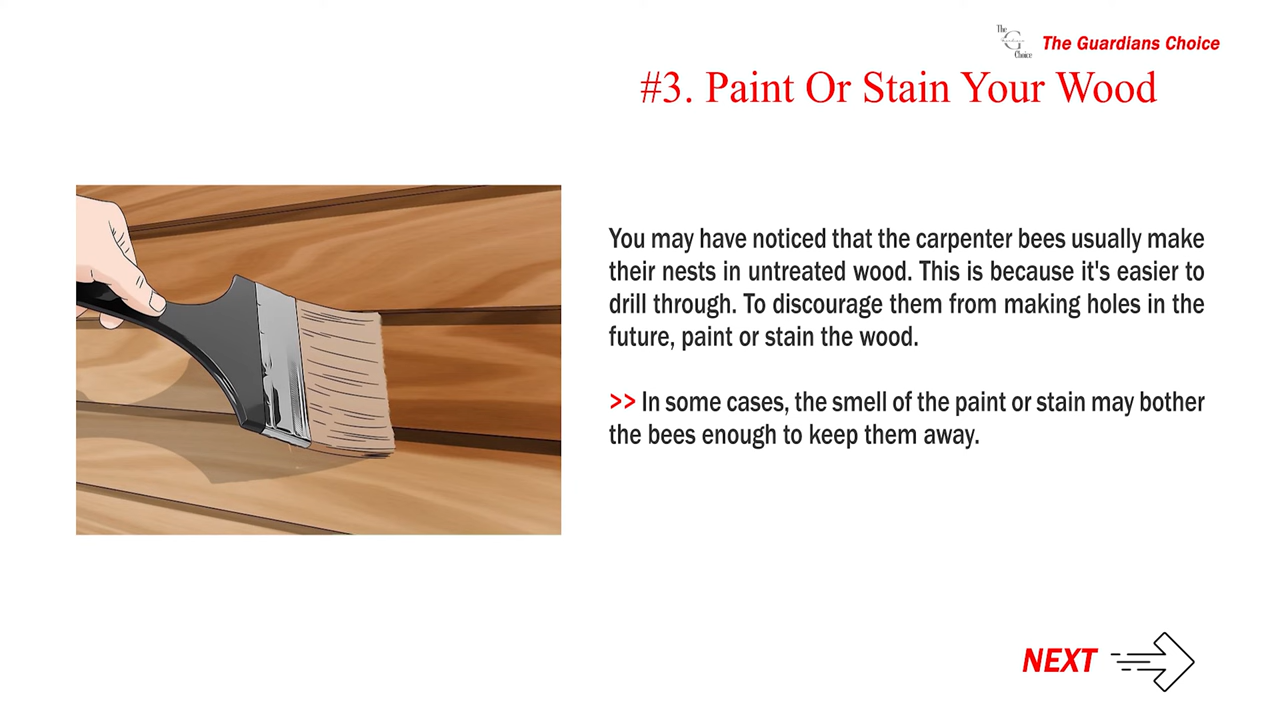 The
G
Choice
The Guardians Choice
#3. Paint Or Stain Your Wood
You may have noticed that the carpenter bees usually make
their nests in untreated wood. This is because it's easier to
drill through. To discourage them from making holes in the
future, paint or stain the wood.
>> In some cases, the smell of the paint or stain may bother
the bees enough to keep them away.
NEXT